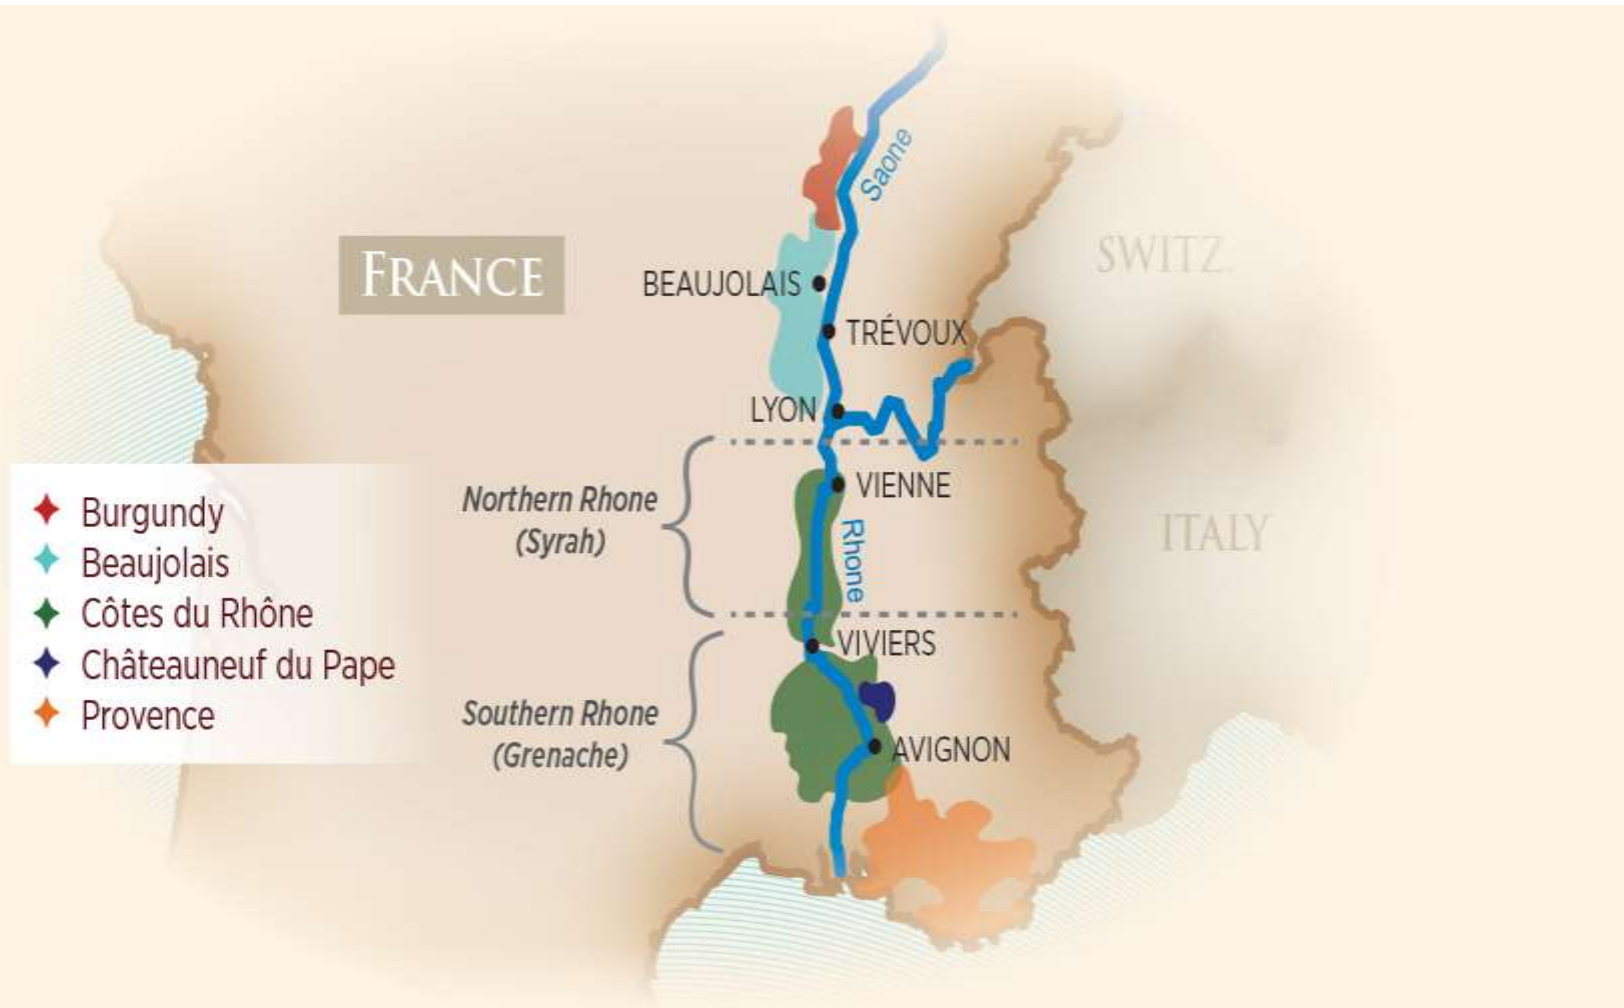 Saone
FRANCE
SWITZ.
BEAUJOLAIS
TRÉVOUX
LYON
Northern Rhone
(Syrah)
VIENNE
Rhone
ITALY
Burgundy
Beaujolais
Côtes du Rhône
Châteauneuf du Pape
Provence
VIVIERS
Southern Rhone
(Grenache)
AVIGNON